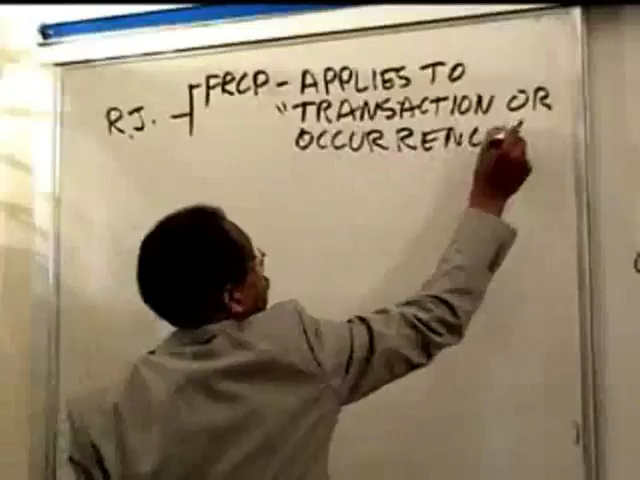 R.J. FRCP - APPLIES TO
"TRANSACTION OR
OCCURRENC